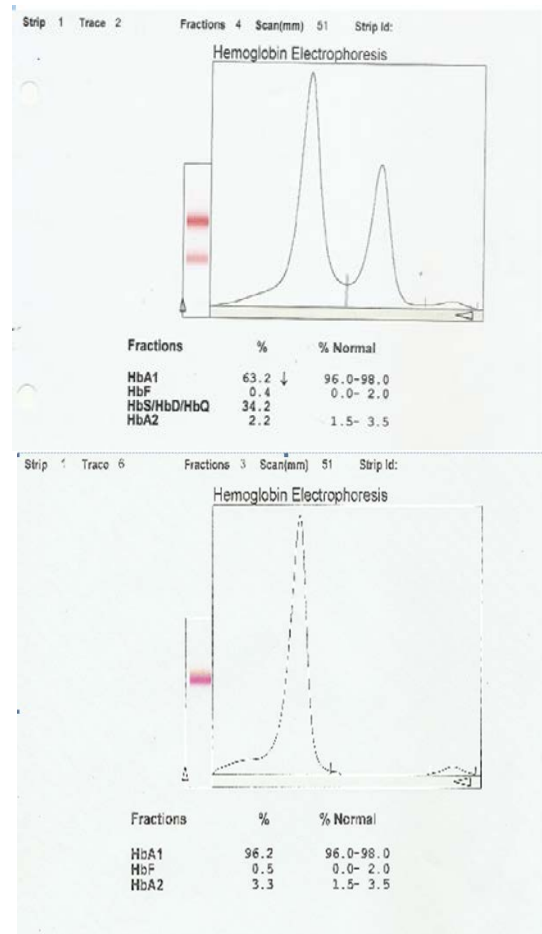 Strip 1 Trace 2 Fractions 4 Scan(mm) 51 Strip Id:
Hemoglobin Electrophoresis
Fractions % % Normal
HbA1 63.2 ↓ 96.0-98.0
HbF 0.4 0.0- 2.0
HbS/HbD/HbQ 34.2
HbA2 2.2 1.5- 3.5
Strip 1 Trace 6 Fractions 3 Scan(mm) 51 Strip Id:
Hemoglobin Electrophoresis
Fractions % % Normal
HbA1 96.2 96.0-98.0
HbF 0.5 0.0- 2.0
HbA2 3.3 1.5- 3.5